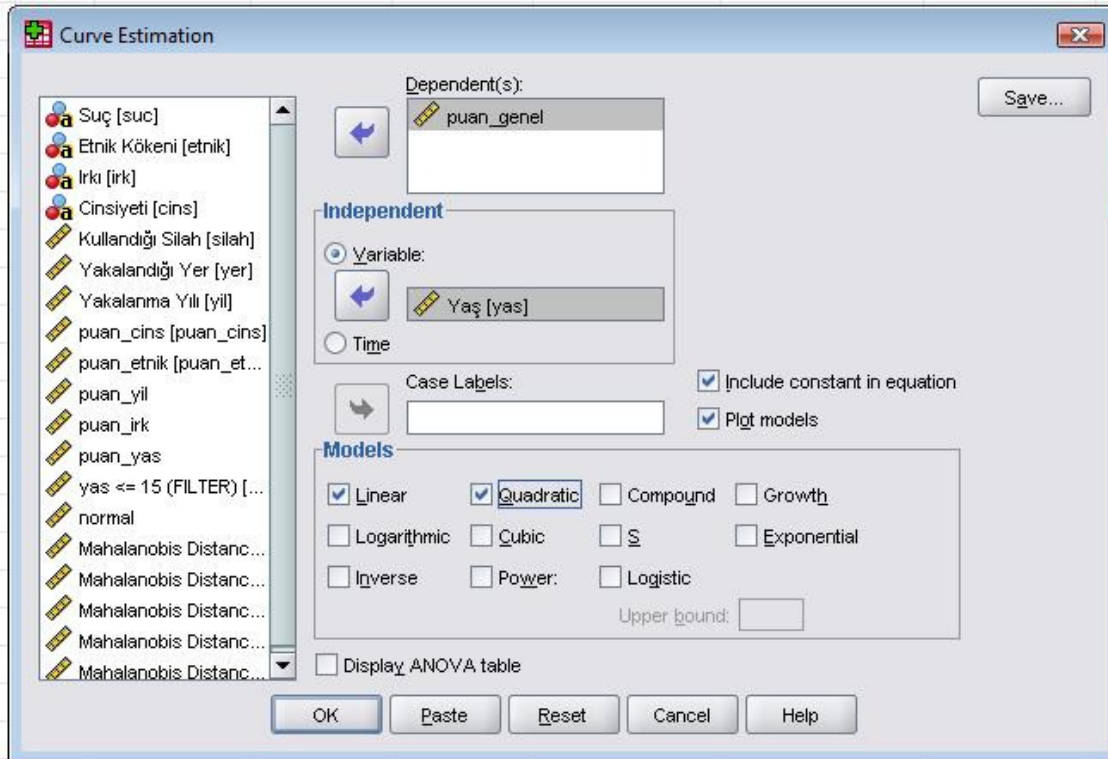 Curve Estimation
Suç [suc]
Etnik Kökeni [etnik]
Irkı [irk]
Cinsiyeti [cins]
Kullandığı Silah [silah]
Yakalandığı Yer [yer]
Yakalanma Yılı [yil]
puan_cins [puan_cins]
puan_etnik [puan_et...
puan_yil
puan_irk
puan_yas
yas <= 15 (FILTER) [...
normal
Mahalanobis Distanc...
Mahalanobis Distanc...
Mahalanobis Distanc...
Mahalanobis Distanc...
Mahalanobis Distanc...
Dependent(s):
puan_genel
Save...
Independent
Variable:
Yaş [yas]
Time
Case Labels:
Include constant in equation
Plot models
Models
Linear
Quadratic
Compound
Growth
Logarithmic
Cubic
S
Exponential
Inverse
Power:
Logistic
Upper bound:
Display ANOVA table
OK
Paste
Reset
Cancel
Help